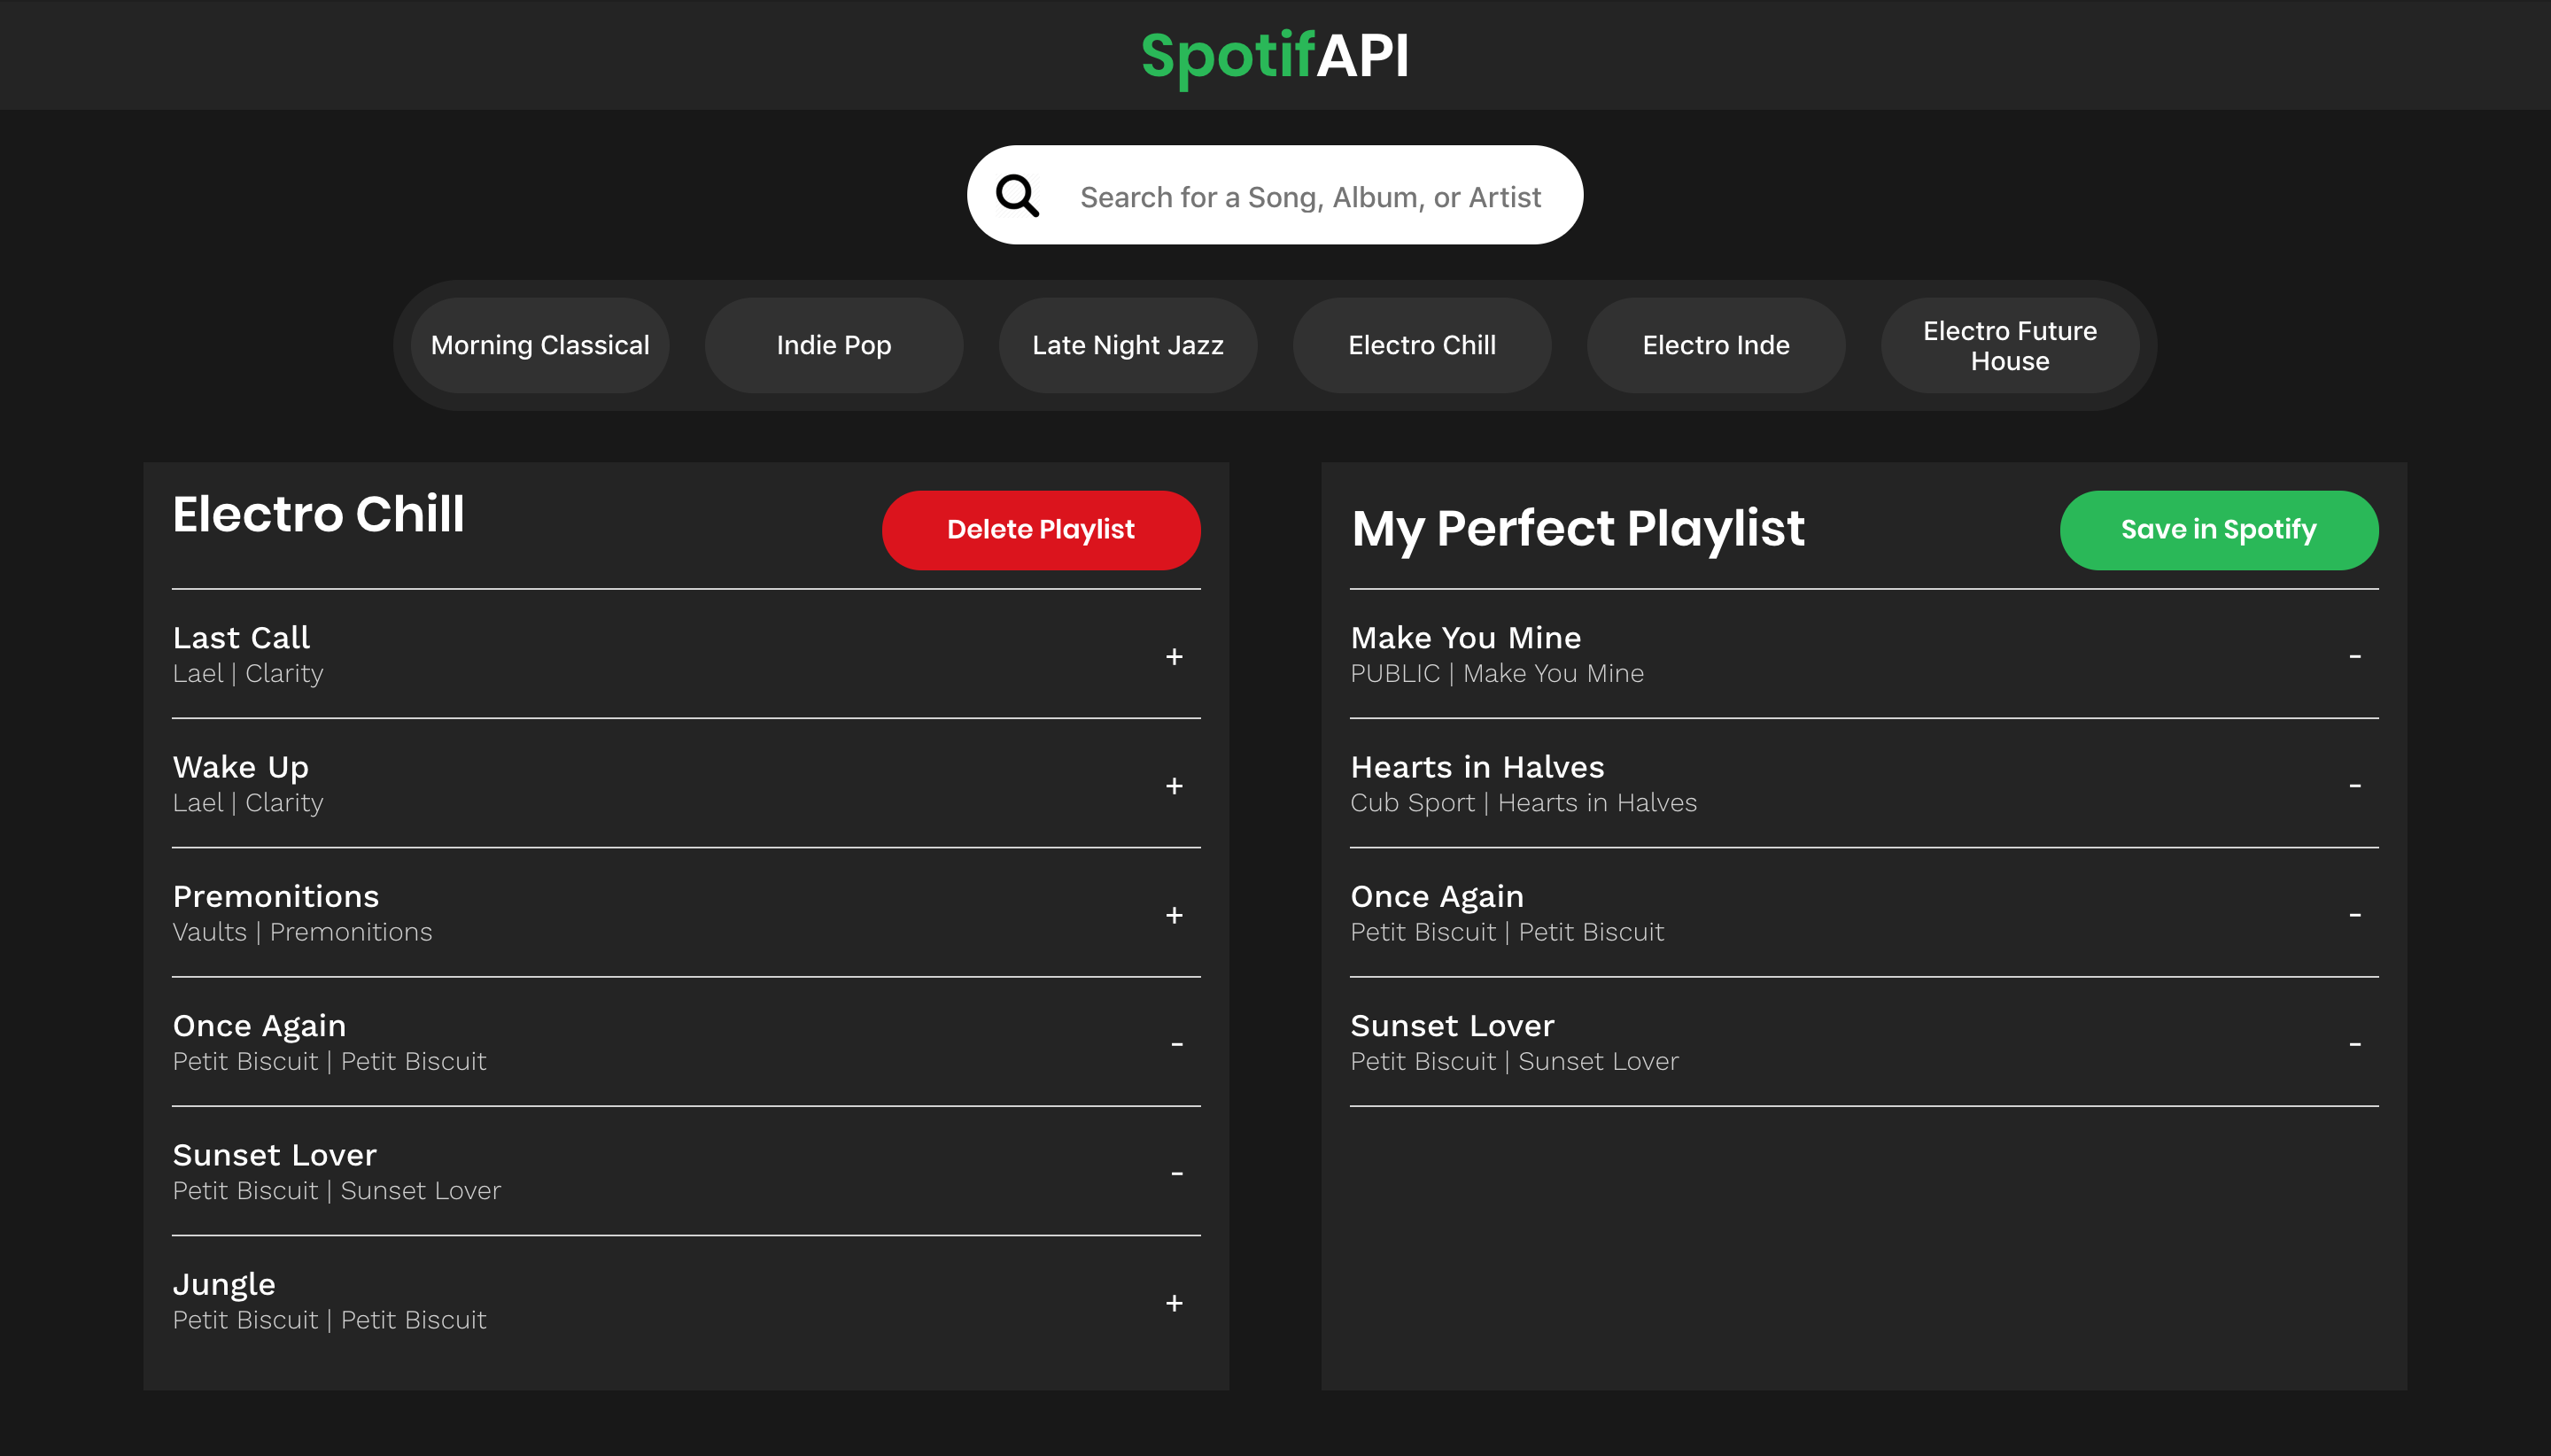 SpotifAPI
Search for a Song, Album, or Artist
Morning Classical
Indie Pop
Late Night Jazz
Electro Chill
Electro Inde
Electro Future
House
Electro Chill
Delete Playlist
Last Call
+
Lael | Clarity
Wake Up
+
Lael | Clarity
Premonitions
+
Vaults | Premonitions
Once Again
-
Petit Biscuit | Petit Biscuit
Sunset Lover
-
Petit Biscuit | Sunset Lover
Jungle
+
Petit Biscuit | Petit Biscuit
My Perfect Playlist
Save in Spotify
Make You Mine
-
PUBLIC | Make You Mine
Hearts in Halves
-
Cub Sport | Hearts in Halves
Once Again
-
Petit Biscuit | Petit Biscuit
Sunset Lover
-
Petit Biscuit | Sunset Lover